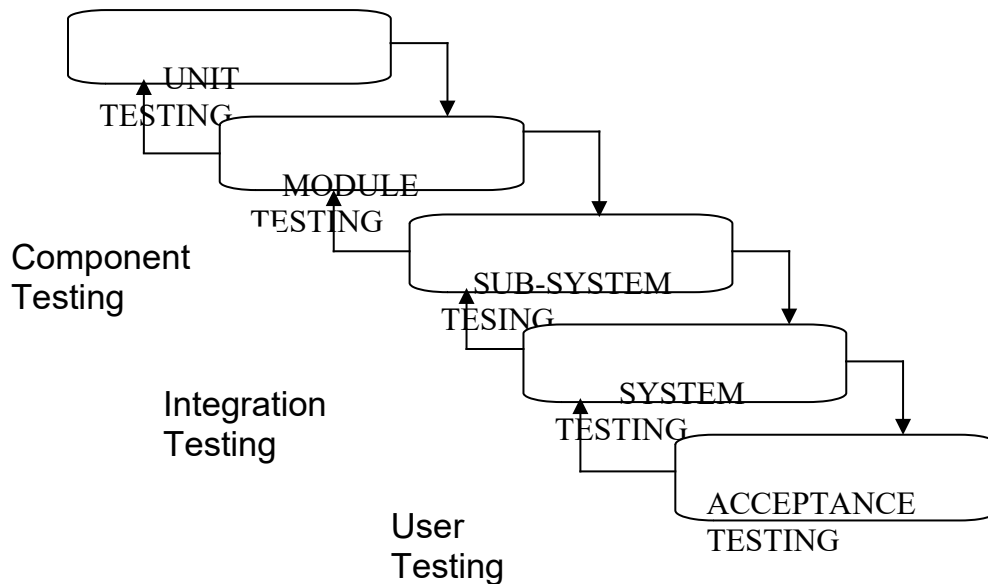 UNIT
TESTING
MODULE
TESTING
Component
Testing
SUB-SYSTEM
TESING
Integration
Testing
SYSTEM
TESTING
User
Testing
ACCEPTANCE
TESTING